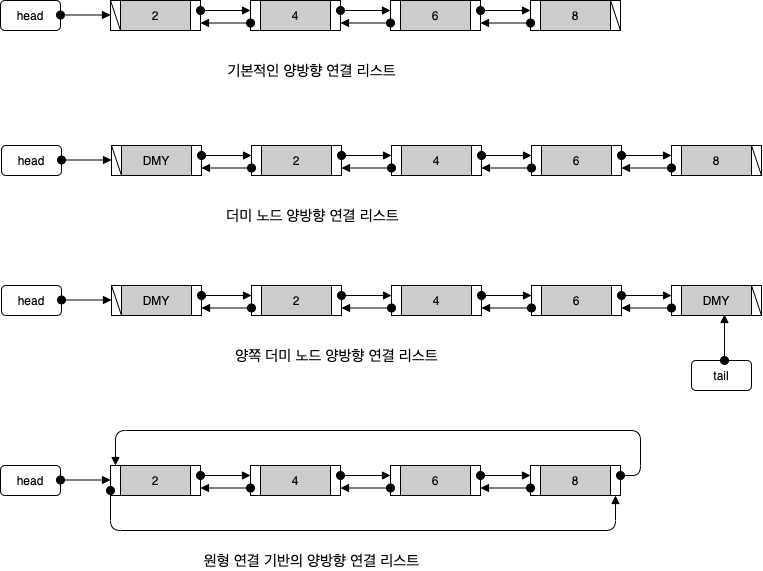 head 2 4 6 8
기본적인 양방향 연결 리스트
head DMY 2 4 6 8
더미 노드 양방향 연결 리스트
head DMY 2 4 6 DMY
양쪽 더미 노드 양방향 연결 리스트
tail
head 2 4 6 8
원형 연결 기반의 양방향 연결 리스트